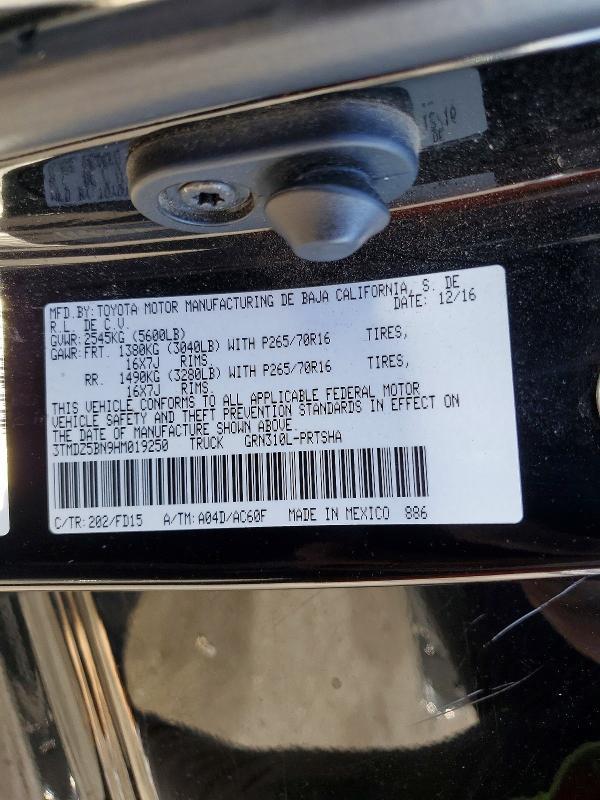 MFD.BY:TOYOTA MOTOR MANUFACTURING DE BAJA CALIFORNIA, S. DE
R.L. DE C.V. DATE: 12/16
GVWR:2545KG (5600LB)
GAWR:FRT. 1380KG (3040LB) WITH P265/70R16 TIRES,
16X7J RIMS
RR. 1490KG (3280LB) WITH P265/70R16 TIRES,
16X7J RIMS
THIS VEHICLE CONFORMS TO ALL APPLICABLE FEDERAL MOTOR
VEHICLE SAFETY AND THEFT PREVENTION STANDARDS IN EFFECT ON
THE DATE OF MANUFACTURE SHOWN ABOVE.
3TMDZ5BN9HM019250 TRUCK GRN310L-PRTSHA
C/TR:202/FD15 A/TM:A04D/AC60F MADE IN MEXICO 886